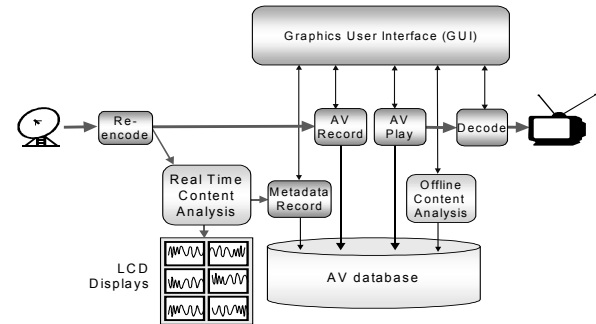 Graphics User Interface (GUI)
Re-
encode
AV
Record
AV
Play
Decode
Real Time
Content
Analysis
Metadata
Record
Offline
Content
Analysis
LCD
Displays
AV database